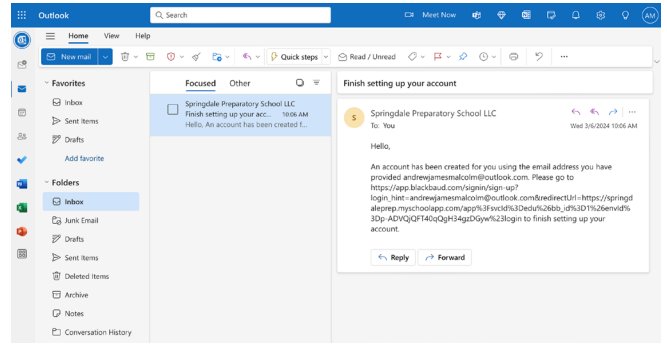 Outlook
Search
Meet Now
AM
Home View Help
New mail
Quick steps
Read / Unread
Favorites
Inbox
Sent Items
Drafts
Add favorite
Folders
Inbox
Junk Email
Drafts
Sent Items
Deleted Items
Archive
Notes
Conversation History
Focused Other
Springdale Preparatory School LLC
Finish setting up your acc... 10:06 AM
Hello, An account has been created f...
Finish setting up your account
S
Springdale Preparatory School LLC
To: You
Wed 3/6/2024 10:06 AM
Hello,
An account has been created for you using the email address you have
provided andrewjamesmalcolm@outlook.com. Please go to
https://app.blackbaud.com/signin/sign-up?
login_hint=andrewjamesmalcolm@outlook.com&redirectUrl=https://springd
aleprep.myschoolapp.com/app%3Fsvcid%3Dedu%26bb_id%3D1%26envid%
3Dp-ADVQjQFT40qQgH34gzDGyw%23login to finish setting up your
account.
Reply Forward